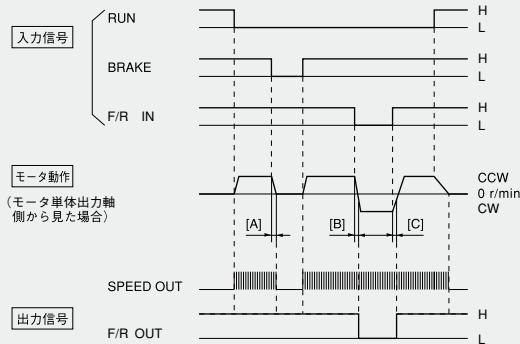 RUN
H
L
入力信号
BRAKE
H
L
F/R IN
H
L
モータ動作
(モータ単体出力軸
側から見た場合)
CCW
0 r/min
CW
[A]
[B]
[C]
SPEED OUT
出力信号
H
F/R OUT
L